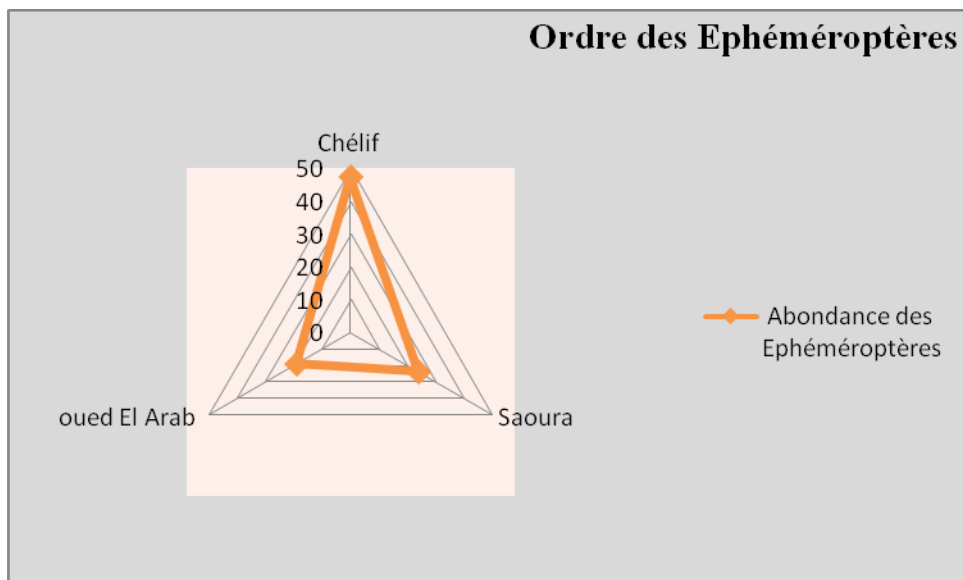 Ordre des Ephéméroptères
Chélif
50
40
30
20
10
0
oued El Arab
Saoura
Abondance des
Ephéméroptères